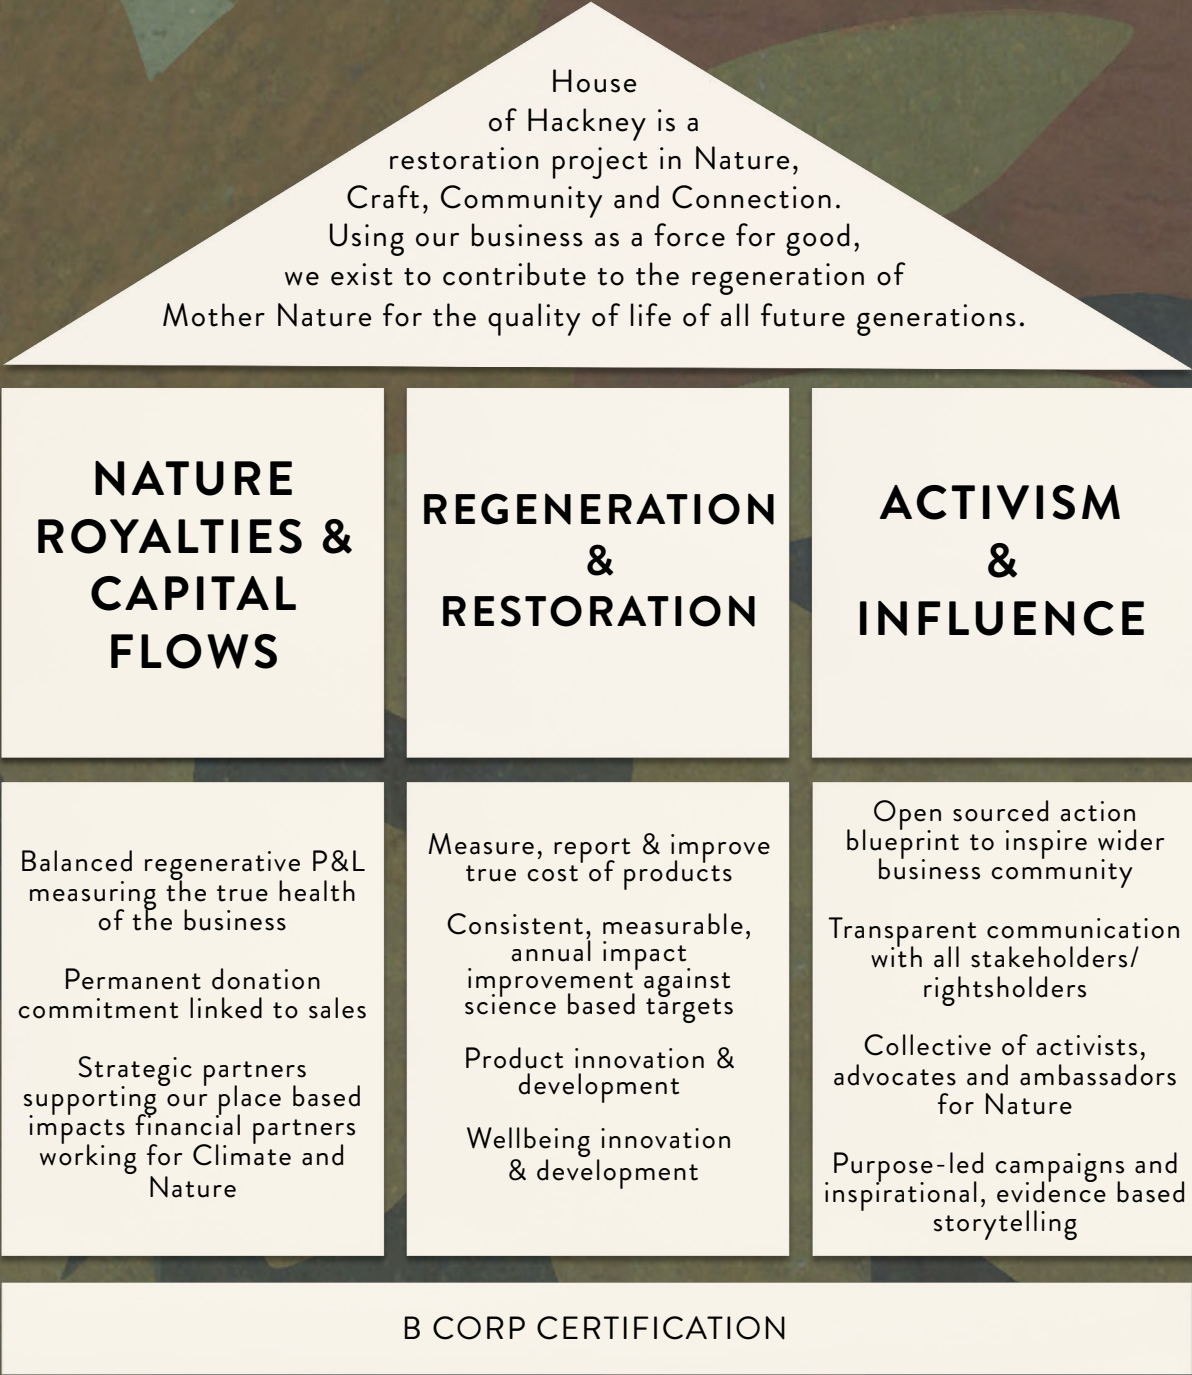 House
of Hackney is a
restoration project in Nature,
Craft, Community and Connection.
Using our business as a force for good,
we exist to contribute to the regeneration of
Mother Nature for the quality of life of all future generations.
NATURE
ROYALTIES &
CAPITAL
FLOWS
REGENERATION
&
RESTORATION
ACTIVISM
&
INFLUENCE
Balanced regenerative P&L
measuring the true health
of the business
Permanent donation
commitment linked to sales
Strategic partners
supporting our place based
impacts financial partners
working for Climate and
Nature
Measure, report & improve
true cost of products
Consistent, measurable,
annual impact
improvement against
science based targets
Product innovation &
development
Wellbeing innovation
& development
Open sourced action
blueprint to inspire wider
business community
Transparent communication
with all stakeholders/
rightsholders
Collective of activists,
advocates and ambassadors
for Nature
Purpose-led campaigns and
inspirational, evidence based
storytelling
B CORP CERTIFICATION